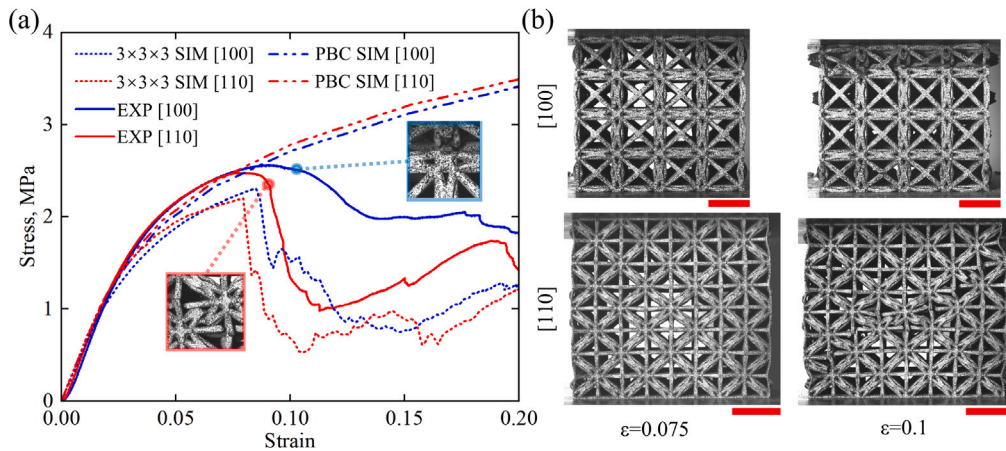 (a)
(b)
4
3
2
1
0
Stress, MPa
3×3×3 SIM [100]
3×3×3 SIM [110]
EXP [100]
EXP [110]
PBC SIM [100]
PBC SIM [110]
0.00
0.05
0.10
0.15
0.20
Strain
[100]
[110]
ε=0.075
ε=0.1